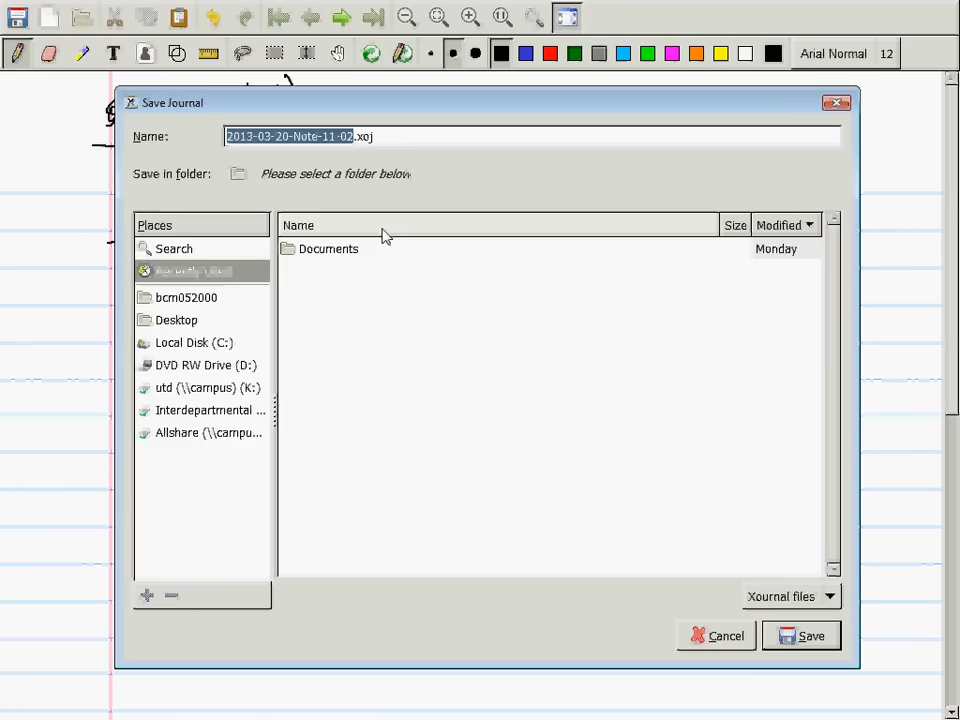 Arial Normal 12
Save Journal
Name: 2013-03-20-Note-11-02.xoj
Save in folder: Please select a folder below
Places Name Size Modified
Search Documents Monday
bcm052000
Desktop
Local Disk (C:)
DVD RW Drive (D:)
utd (\\campus) (K:)
Interdepartmental ...
Allshare (\\campu...
Xournal files
Cancel Save